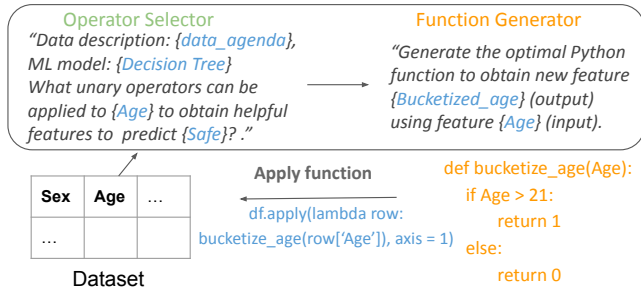 Operator Selector
“Data description: {data_agenda},
ML model: {Decision Tree}
What unary operators can be
applied to {Age} to obtain helpful
features to predict {Safe}? .”
Function Generator
“Generate the optimal Python
function to obtain new feature
{Bucketized_age} (output)
using feature {Age} (input).
Sex Age …
…
Dataset
Apply function
df.apply(lambda row:
bucketize_age(row[‘Age’]), axis = 1)
def bucketize_age(Age):
if Age > 21:
return 1
else:
return 0